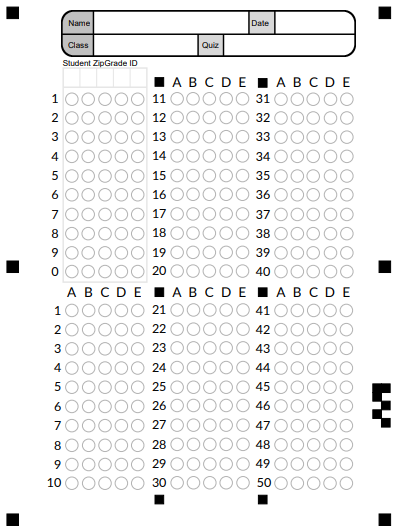 Name Date
Class Quiz
Student ZipGrade ID
A B C D E A B C D E
1 11 31
2 12 32
3 13 33
4 14 34
5 15 35
6 16 36
7 17 37
8 18 38
9 19 39
0 20 40
A B C D E A B C D E A B C D E
1 21 41
2 22 42
3 23 43
4 24 44
5 25 45
6 26 46
7 27 47
8 28 48
9 29 49
10 30 50